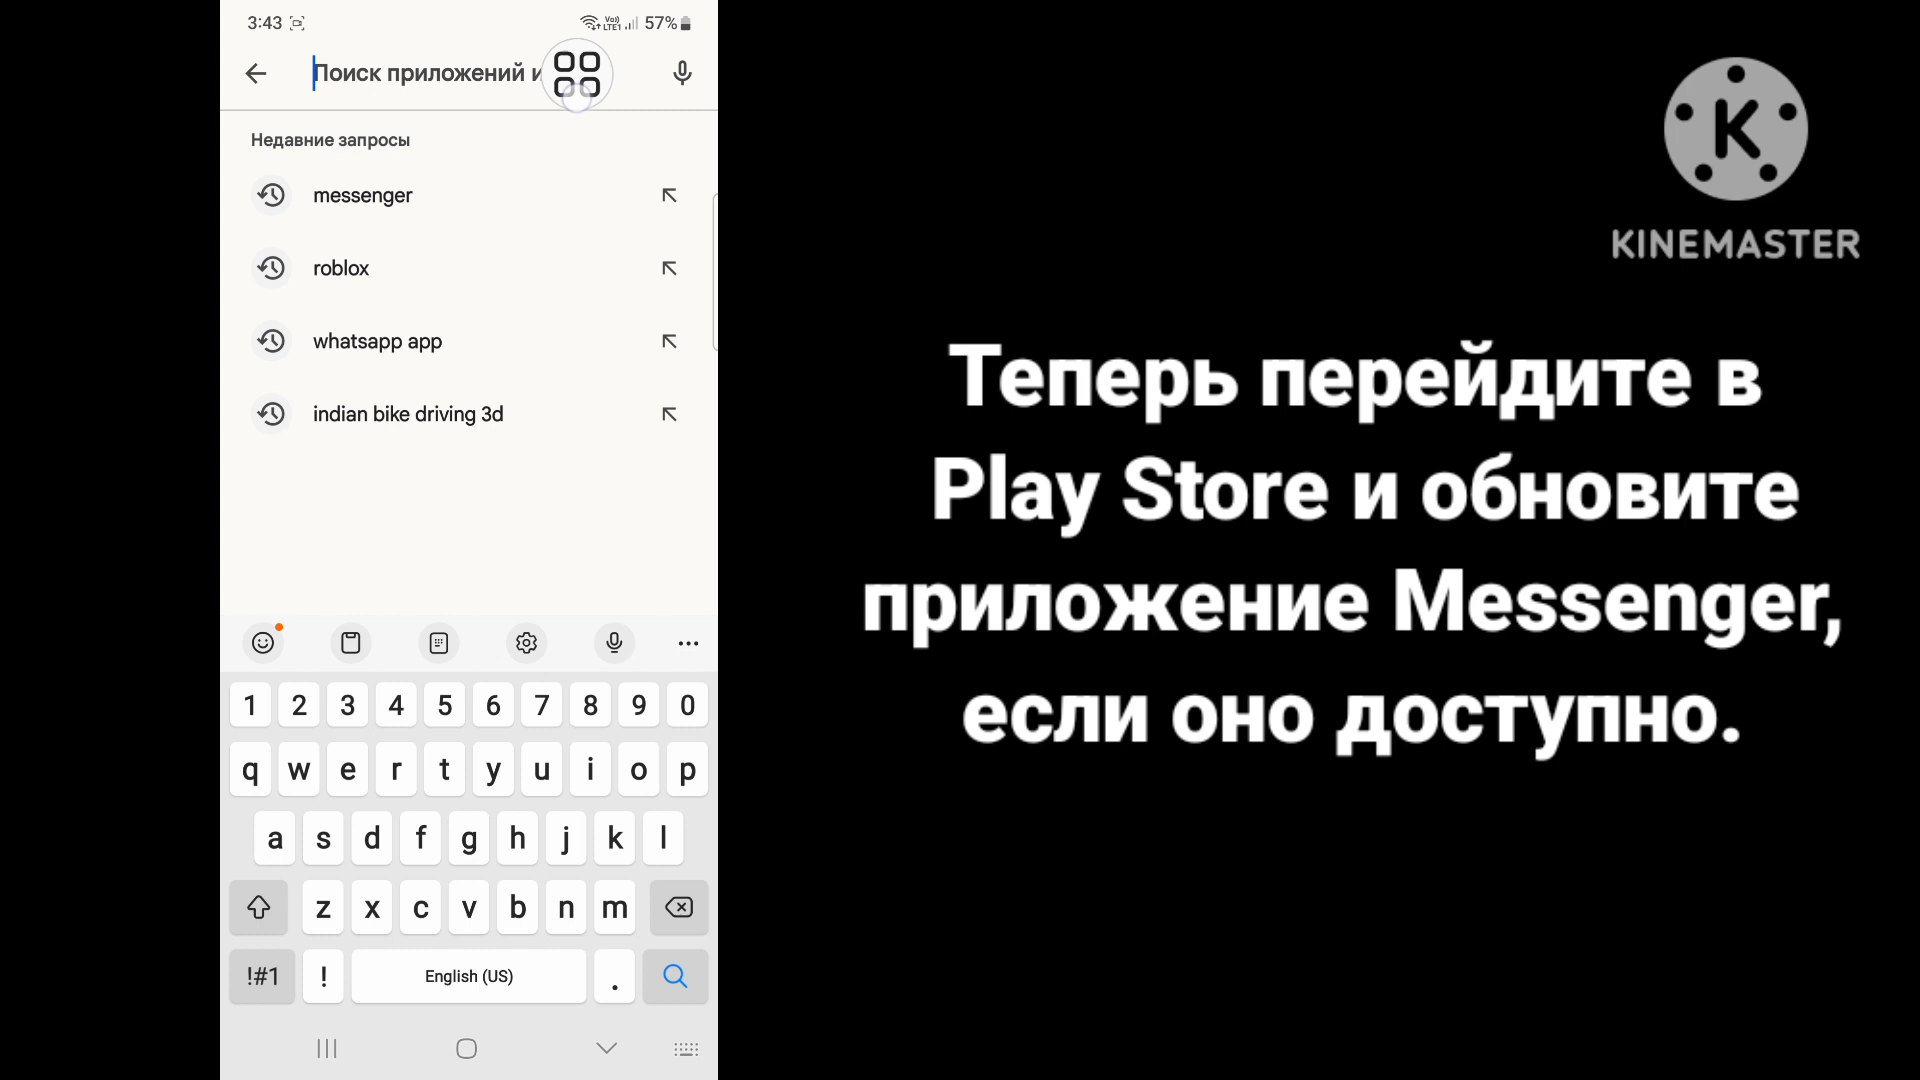 3:43
Vo))
LTE1
57%
Поиск приложений и
Недавние запросы
messenger
roblox
whatsapp app
indian bike driving 3d
1 2 3 4 5 6 7 8 9 0
q w e r t y u i o p
a s d f g h j k l
z x c v b n m
!#1 ! English (US) .
K
KINEMASTER
Теперь перейдите в
Play Store и обновите
приложение Messenger,
если оно доступно.